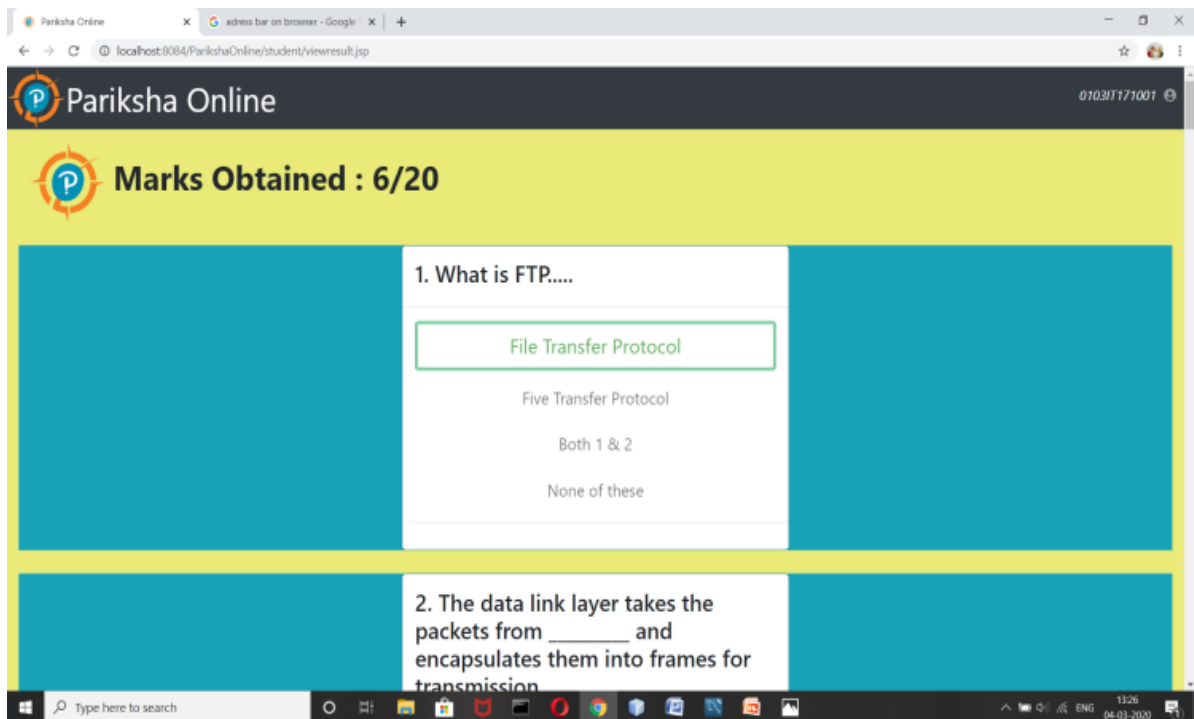 Pariksha Online
adress bar on browser - Google
localhost:8084/ParikshaOnline/student/viewresult.jsp
P Pariksha Online
0103IT171001
P Marks Obtained : 6/20
1. What is FTP.....
File Transfer Protocol
Five Transfer Protocol
Both 1 & 2
None of these
2. The data link layer takes the
packets from _________ and
encapsulates them into frames for
transmission
Type here to search
ENG
13:26
04-03-2020